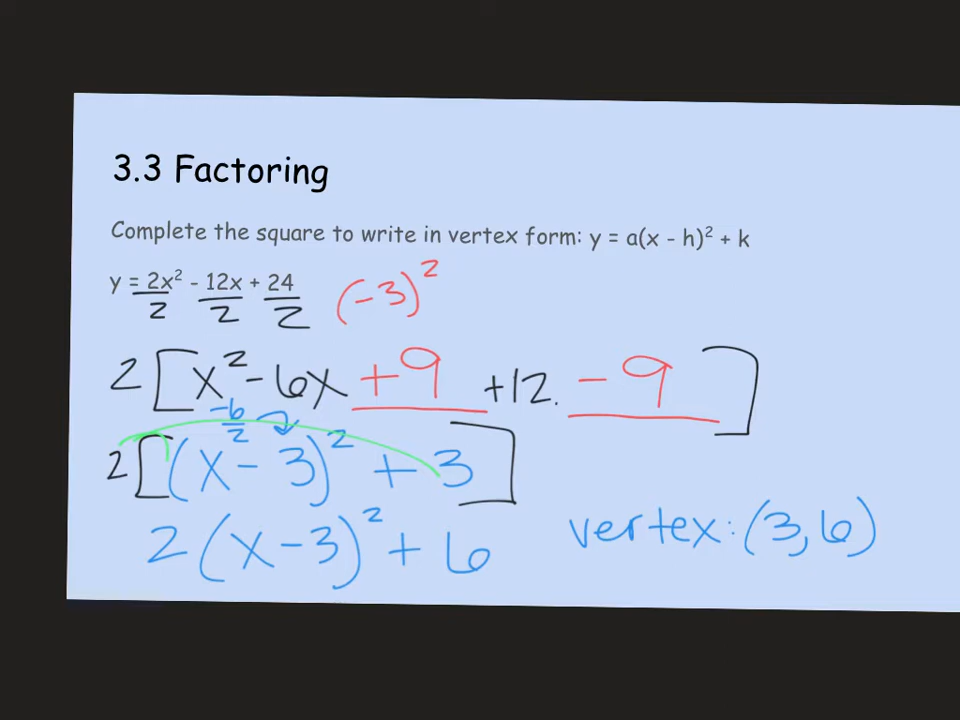 3.3 Factoring
Complete the square to write in vertex form: y = a(x - h)² + k
y = 2x² - 12x + 24 (-3)²
2 2 2
2[x² - 6x +9 +12. -9]
-6
2
2[(x - 3)² + 3]
2(x - 3)² + 6 vertex: (3,6)